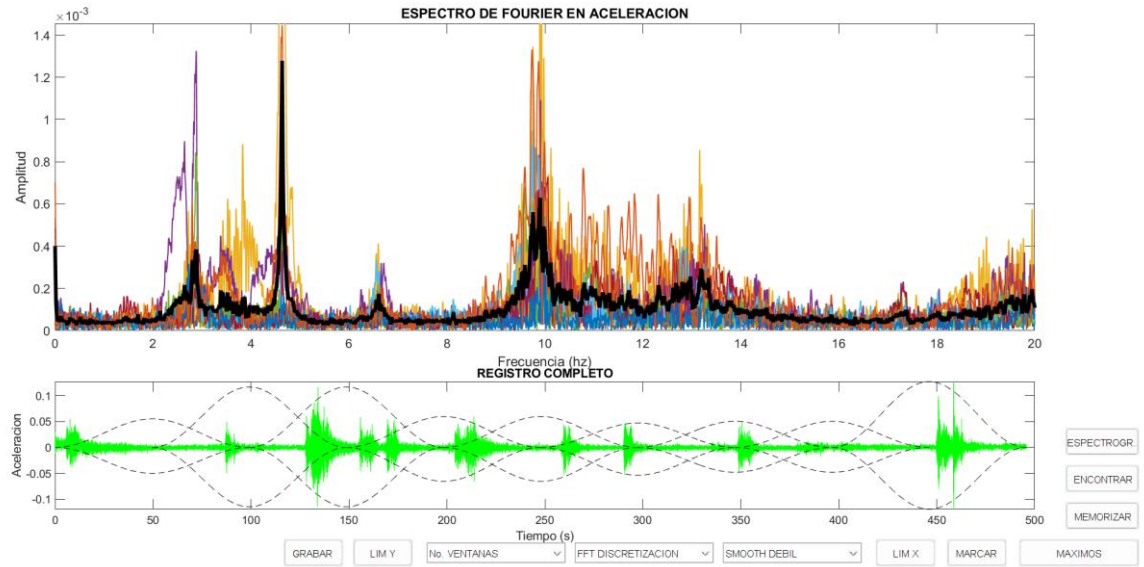 ESPECTRO DE FOURIER EN ACELERACION
×10⁻³
1.4
1.2
1
0.8
0.6
0.4
0.2
0
Amplitud
0 2 4 6 8 10 12 14 16 18 20
Frecuencia (hz)
REGISTRO COMPLETO
0.1
0.05
0
-0.05
-0.1
Aceleracion
0 50 100 150 200 250 300 350 400 450 500
Tiempo (s)
ESPECTROGR.
ENCONTRAR
MEMORIZAR
GRABAR LIM Y No. VENTANAS FFT DISCRETIZACION SMOOTH DEBIL LIM X MARCAR MAXIMOS